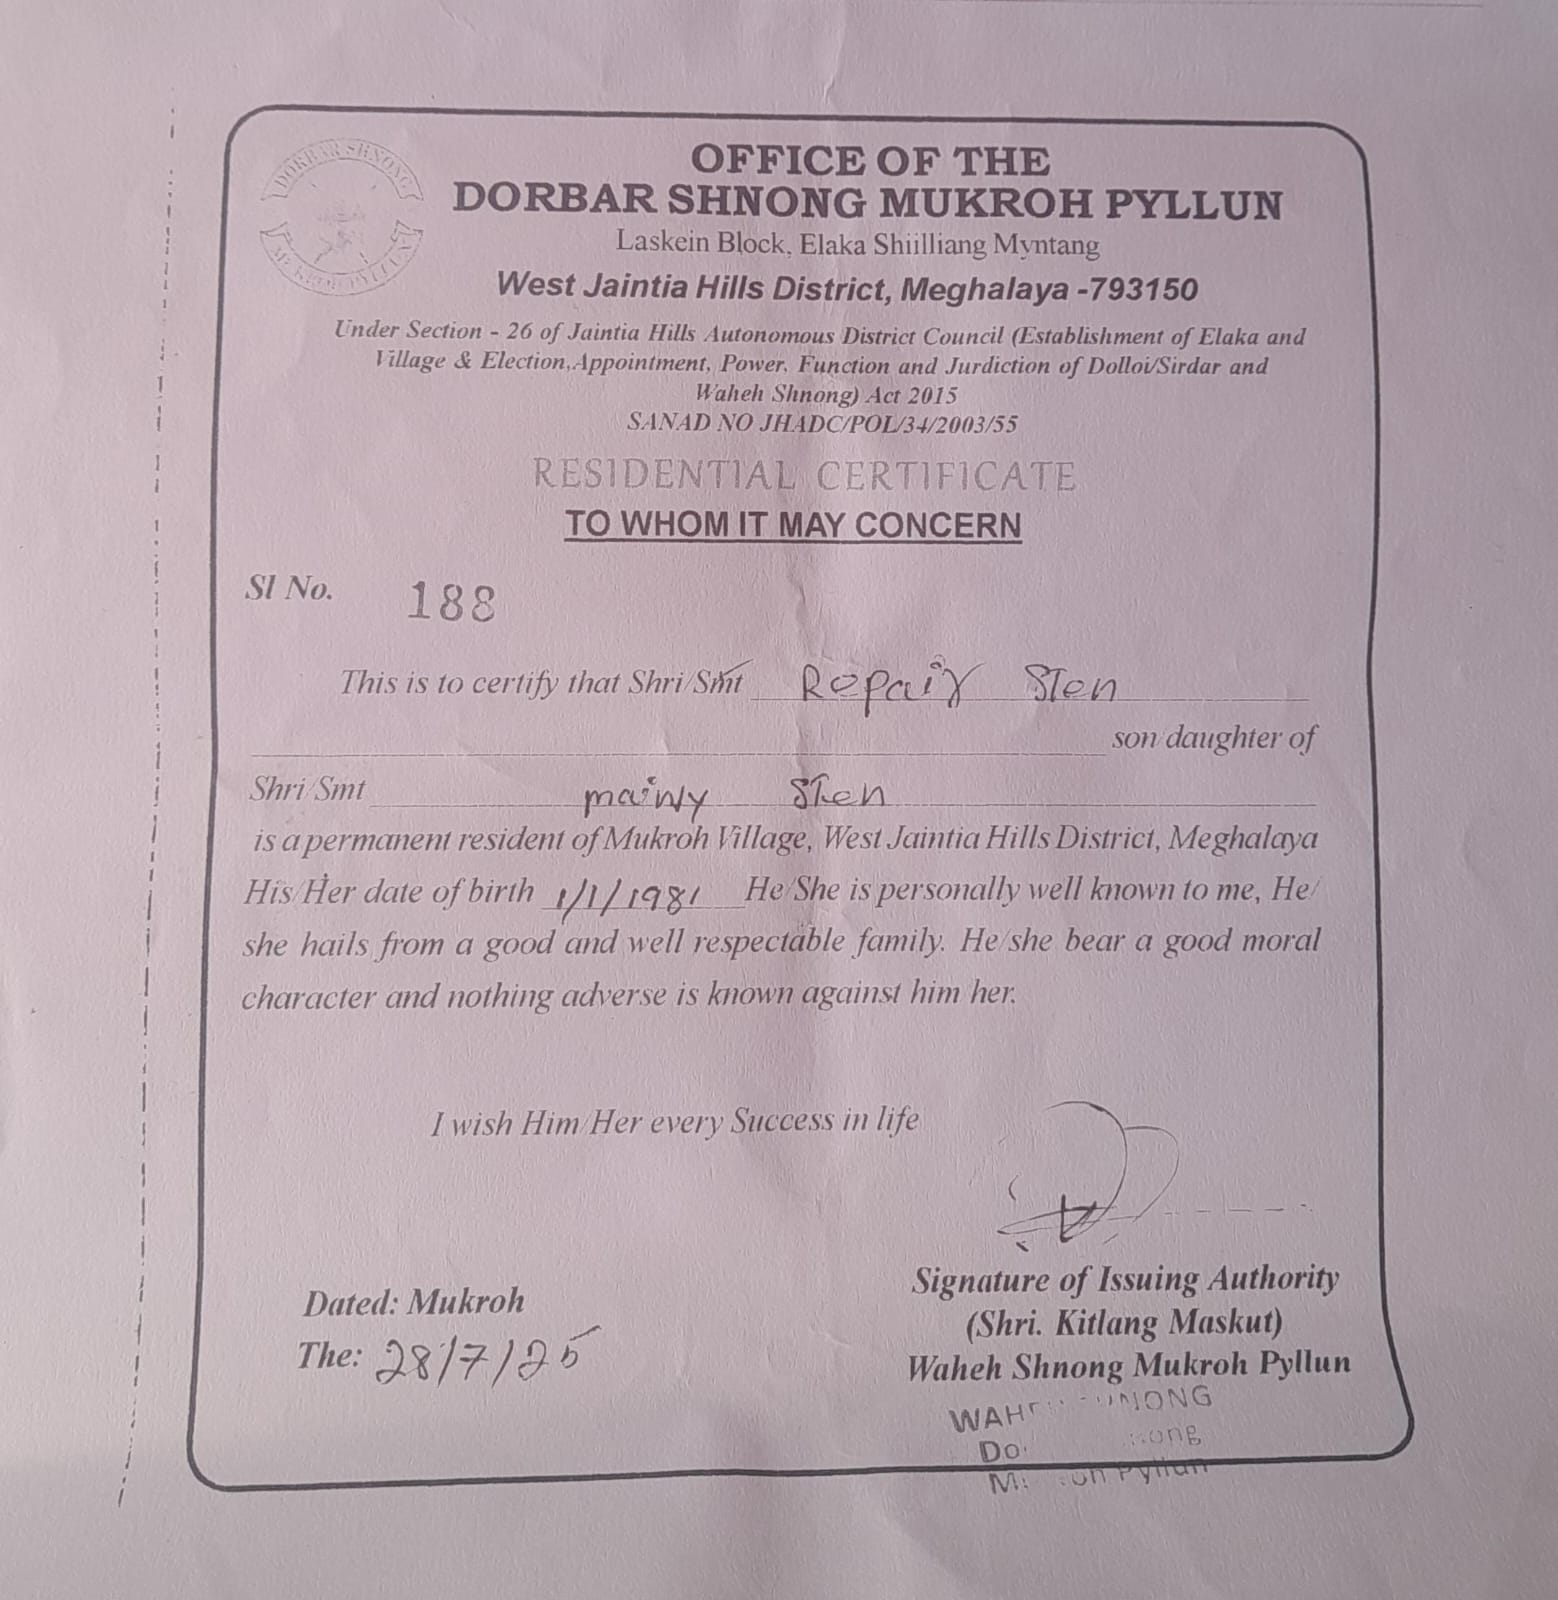 DORBAR SHNONG
MUKROH PYLLUN
OFFICE OF THE
DORBAR SHNONG MUKROH PYLLUN
Laskein Block, Elaka Shiilliang Myntang
West Jaintia Hills District, Meghalaya -793150
Under Section - 26 of Jaintia Hills Autonomous District Council (Establishment of Elaka and
Village & Election,Appointment, Power, Function and Jurdiction of Dolloi/Sirdar and
Waheh Shnong) Act 2015
SANAD NO JHADC/POL/34/2003/55
RESIDENTIAL CERTIFICATE
TO WHOM IT MAY CONCERN
Sl No. 188
This is to certify that Shri/Smt Repair Sten
son/daughter of
Shri/Smt mainly Sten
is a permanent resident of Mukroh Village, West Jaintia Hills District, Meghalaya
His/Her date of birth 1/1/1981 He/She is personally well known to me, He/
she hails from a good and well respectable family. He/she bear a good moral
character and nothing adverse is known against him her.
I wish Him/Her every Success in life
Signature of Issuing Authority
Dated: Mukroh
(Shri. Kitlang Maskut)
The: 28/7/25
Waheh Shnong Mukroh Pyllun
Pyllun